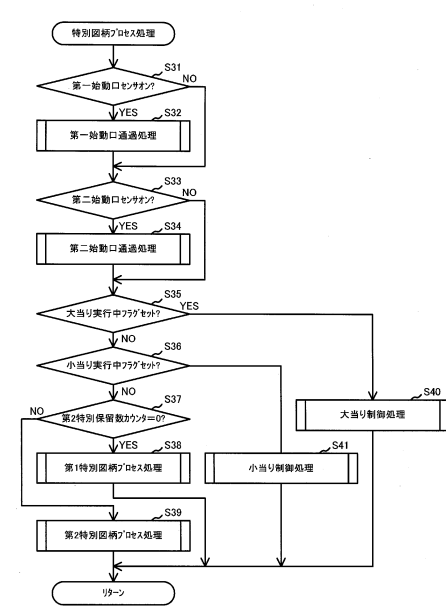 特別図柄プロセス処理
S31
第一始動口センサオン?
NO
YES
S32
第一始動口通過処理
S33
第二始動口センサオン?
NO
YES
S34
第二始動口通過処理
S35
大当り実行中フラグセット?
YES
NO
S36
小当り実行中フラグセット?
NO
S37
NO
第2特別保留数カウンター=0?
YES
S38
第1特別図柄プロセス処理
S40
大当り制御処理
S41
小当り制御処理
S39
第2特別図柄プロセス処理
リターン